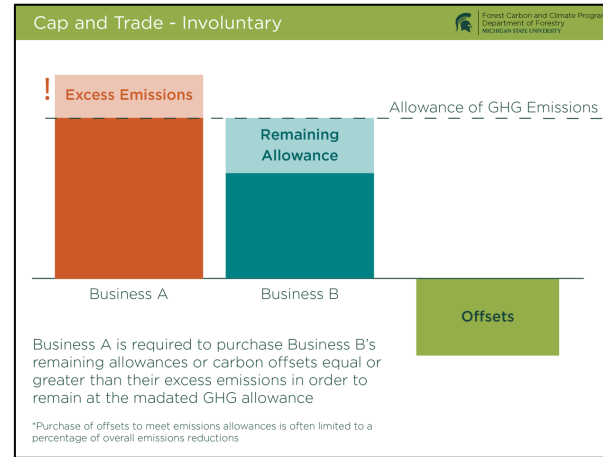 Cap and Trade - Involuntary
Forest Carbon and Climate Program
Department of Forestry
MICHIGAN STATE UNIVERSITY
! Excess Emissions
Allowance of GHG Emissions
Remaining
Allowance
Business A
Business B
Offsets
Business A is required to purchase Business B's
remaining allowances or carbon offsets equal or
greater than their excess emissions in order to
remain at the madated GHG allowance
*Purchase of offsets to meet emissions allowances is often limited to a
percentage of overall emissions reductions